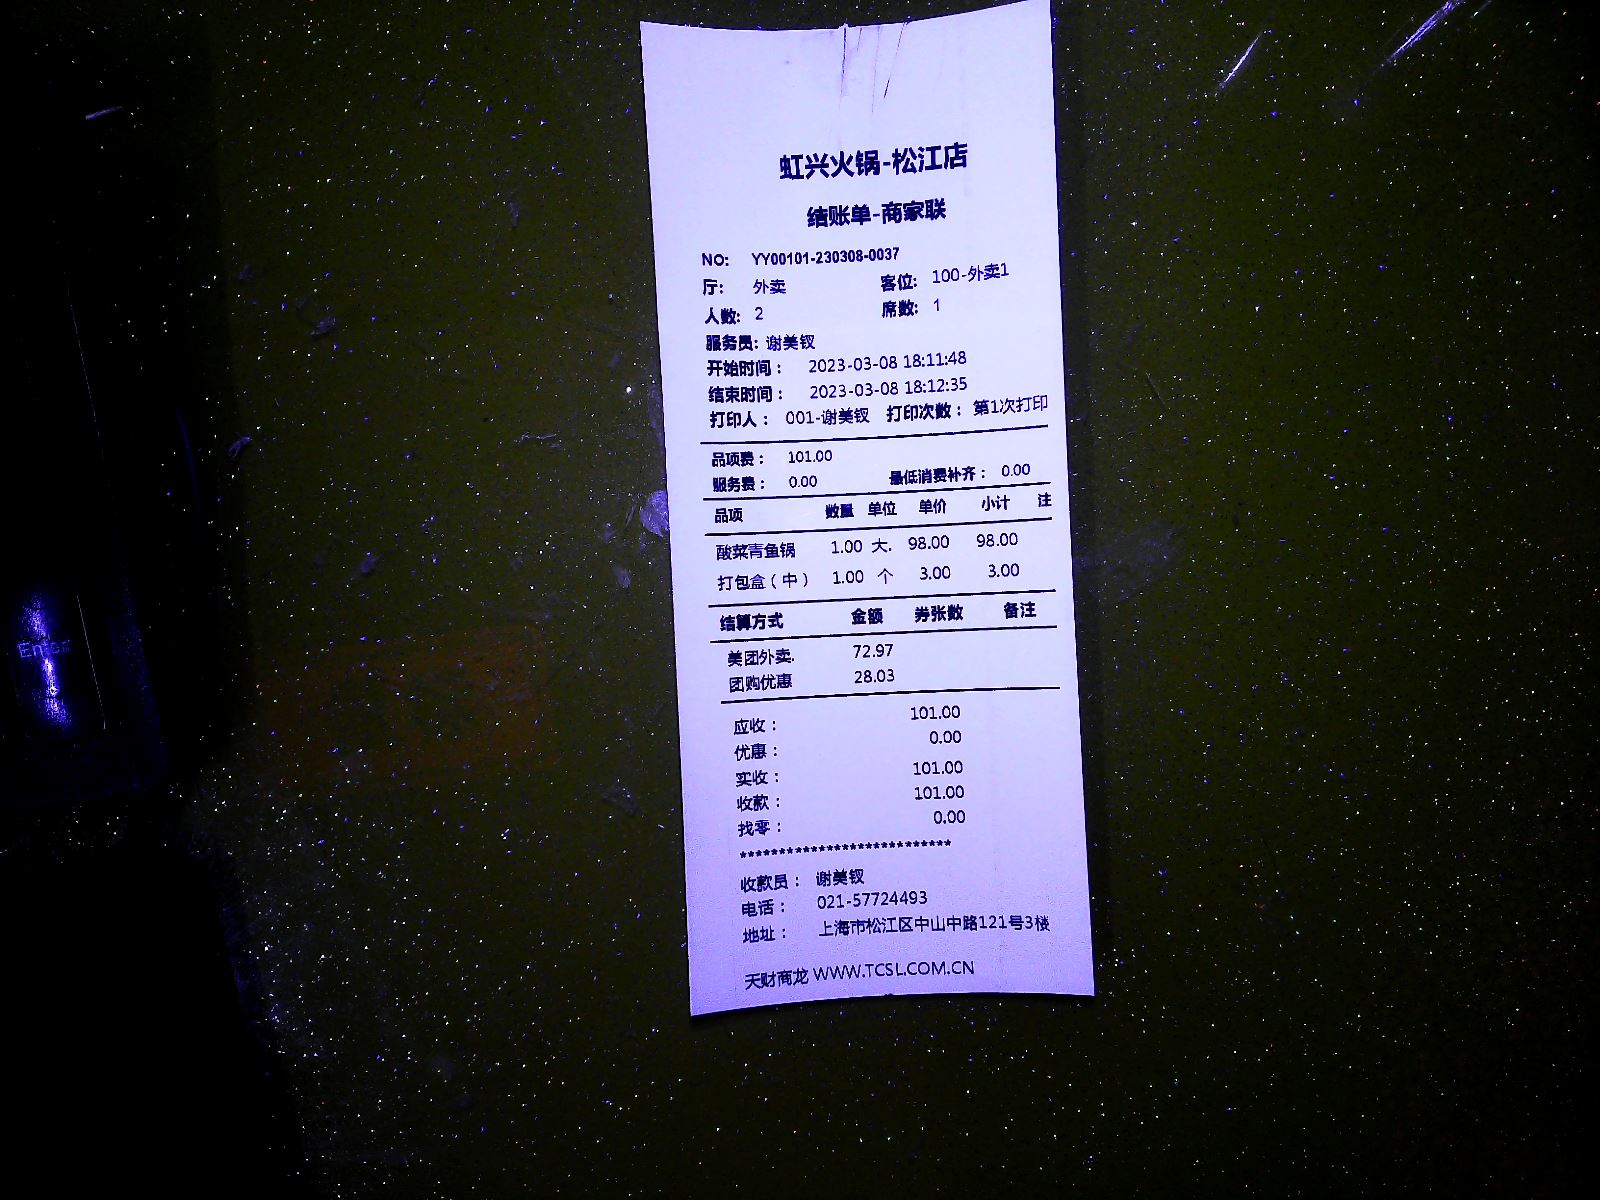 虹兴火锅-松江店
结账单-商家联
NO: YY00101-230308-0037
厅: 外卖 客位: 100-外卖1
人数: 2 席数: 1
服务员: 谢美钗
开始时间: 2023-03-08 18:11:48
结束时间: 2023-03-08 18:12:35
打印人: 001-谢美钗 打印次数: 第1次打印
品项费: 101.00
服务费: 0.00 最低消费补齐: 0.00
品项 数量 单位 单价 小计 注
酸菜青鱼锅 1.00 大. 98.00 98.00
打包盒(中) 1.00 个 3.00 3.00
结算方式 金额 券张数 备注
美团外卖. 72.97
团购优惠 28.03
应收: 101.00
优惠: 0.00
实收: 101.00
收款: 101.00
找零: 0.00
***************************
收款员: 谢美钗
电话: 021-57724493
地址: 上海市松江区中山中路121号3楼
天财商龙 WWW.TCSL.COM.CN
Enter